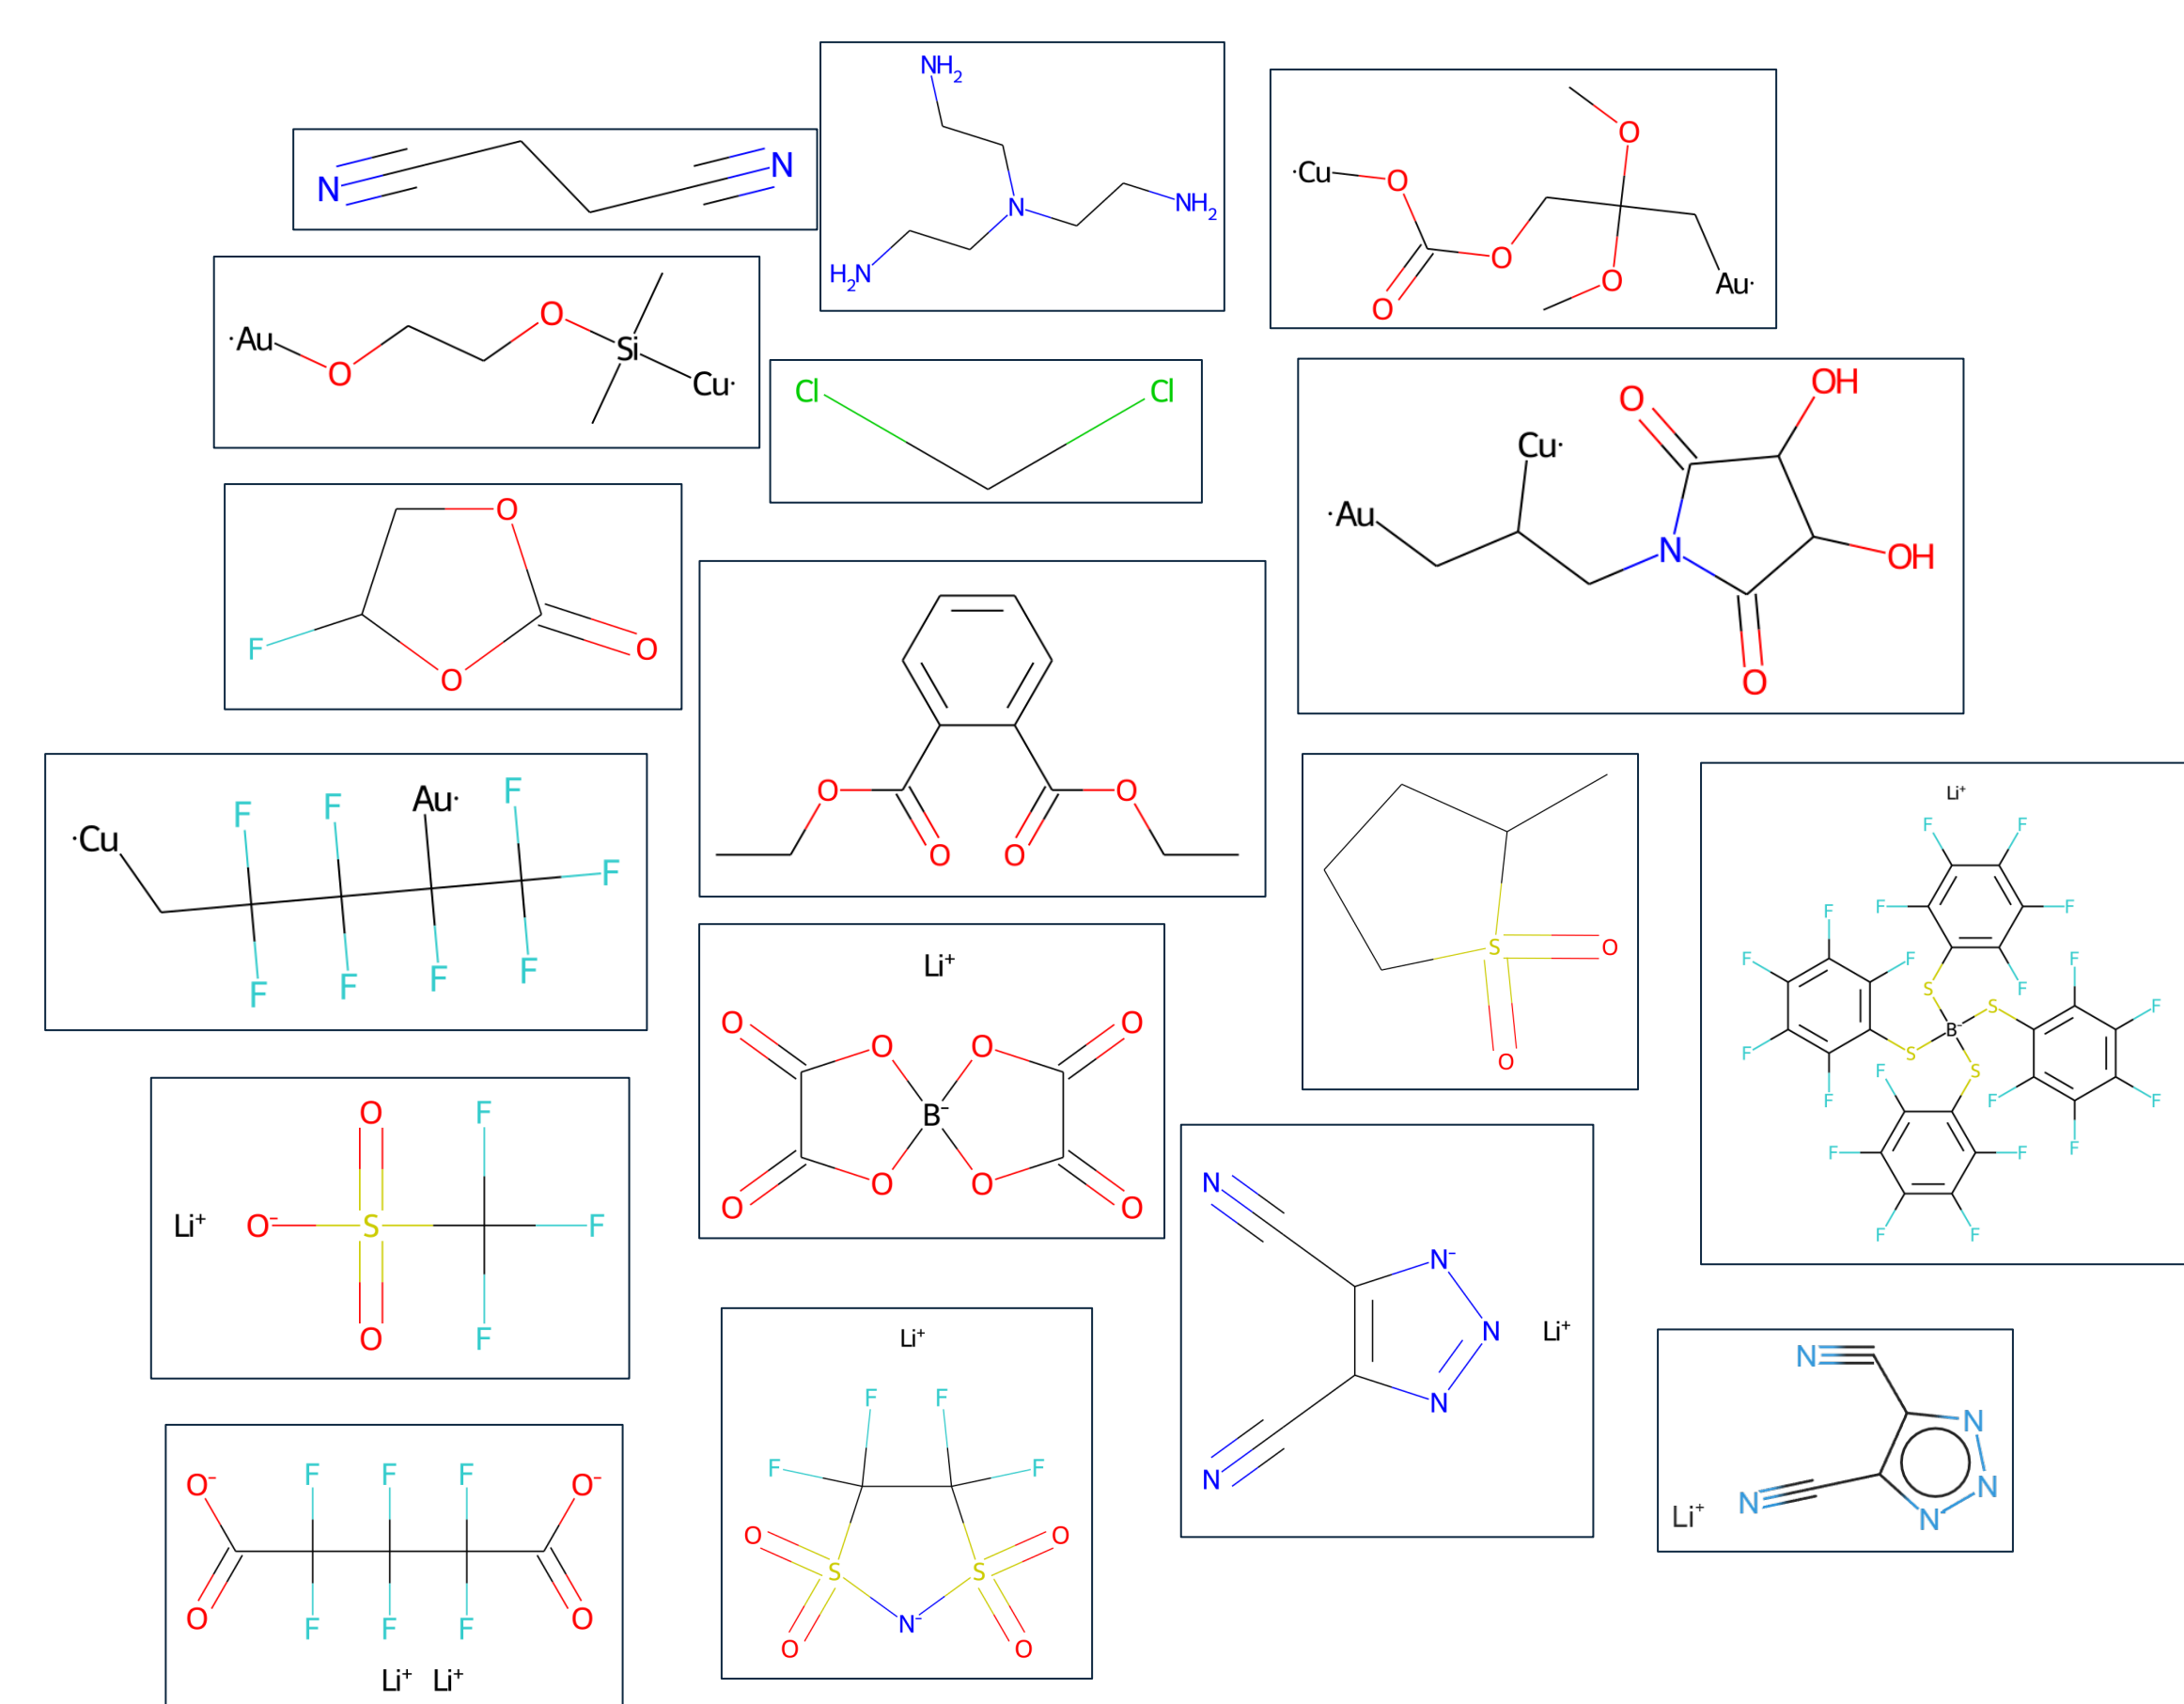 N N
NH2
N
NH2
H2N
·Cu O O
O
O
O
Au·
·Au O O Si Cu·
Cl Cl
·Au Cu· N O OH
OH
O
O
O
O
F
O O
O O
·Cu F F Au· F
F
F F F F
S O
O
Li+
F F
F F
F F
S
F F F
F F
S S
B-
F F
S
F F
F F
F F
F F
F F
Li+
O O O O
B-
O O O O
O F
Li+ O- S F
O F
N
N-
N Li+
N
N
Li+
F F
F F
O O
S S
N-
O O
N
N
N
N
N-
Li+
O- F F F O-
O F F F O
Li+ Li+